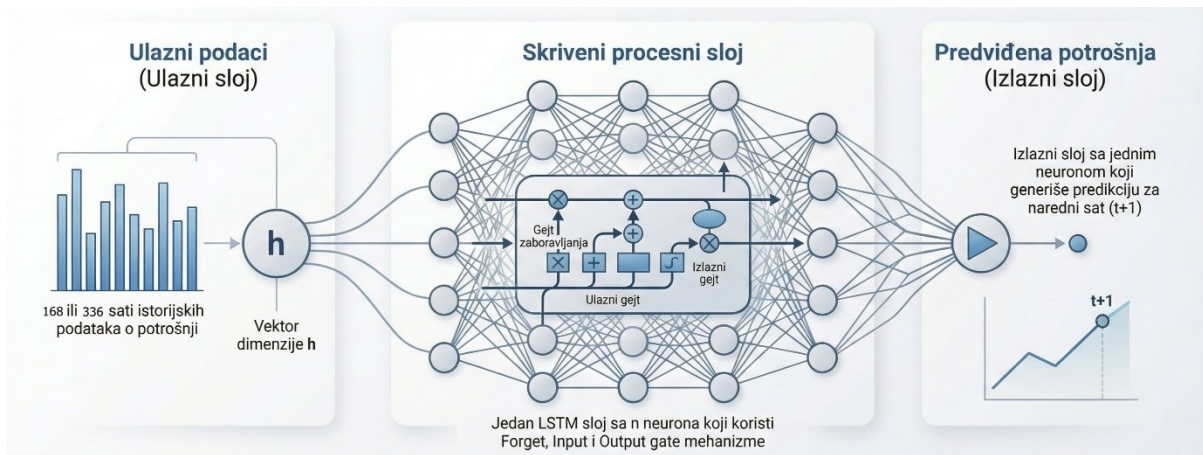 Ulazni podaci
(Ulazni sloj)
168 ili 336 sati istorijskih
podataka o potrošnji
h
Vektor
dimenzije h
Skriveni procesni sloj
Gejt
zaboravljanja
Ulazni gejt
Izlazni
gejt
Jedan LSTM sloj sa n neurona koji koristi
Forget, Input i Output gate mehanizme
Predviđena potrošnja
(Izlazni sloj)
Izlazni sloj sa jednim
neuronom koji
generiše predikciju za
naredni sat (t+1)
t+1